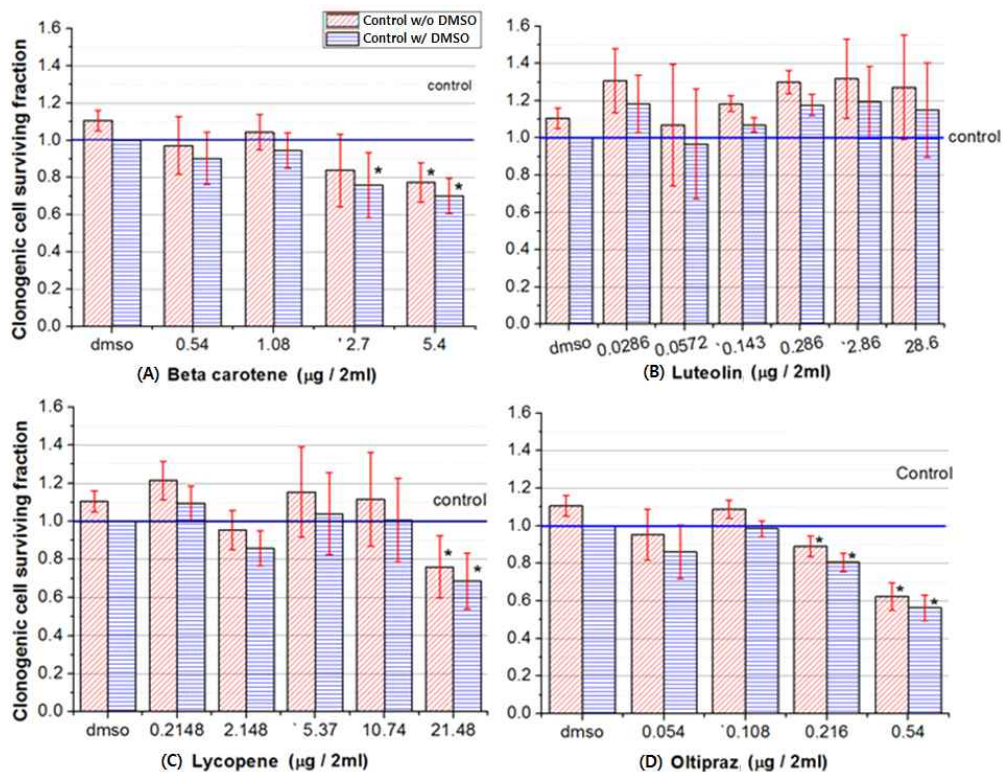 Control w/o DMSO
Control w/ DMSO
Clonogenic cell surviving fraction
1.6
1.4
1.2
1.0
0.8
0.6
0.4
0.2
0.0
control
*
*
*
dmso 0.54 1.08 `2.7 5.4
(A) Beta carotene (μg / 2ml)
1.6
1.4
1.2
1.0
0.8
0.6
0.4
0.2
0.0
control
dmso 0.0286 0.0572 `0.143 0.286 `2.86 28.6
(B) Luteolin (μg / 2ml)
Clonogenic cell surviving fraction
1.6
1.4
1.2
1.0
0.8
0.6
0.4
0.2
0.0
control
*
*
dmso 0.2148 2.148 `5.37 10.74 21.48
(C) Lycopene (μg / 2ml)
1.6
1.4
1.2
1.0
0.8
0.6
0.4
0.2
0.0
Control
*
*
*
*
dmso 0.054 `0.108 0.216 0.54
(D) Oltipraz (μg / 2ml)